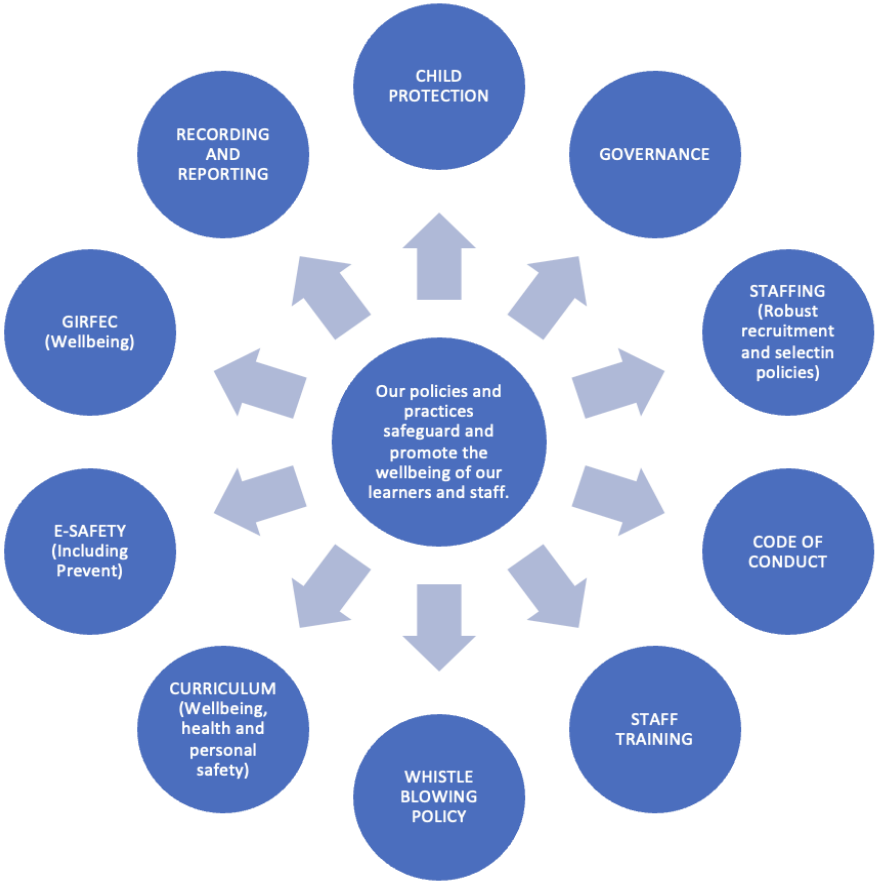 CHILD
PROTECTION
GOVERNANCE
STAFFING
(Robust
recruitment
and selectin
policies)
CODE OF
CONDUCT
STAFF
TRAINING
WHISTLE
BLOWING
POLICY
CURRICULUM
(Wellbeing,
health and
personal
safety)
E-SAFETY
(Including
Prevent)
GIRFEC
(Wellbeing)
RECORDING
AND
REPORTING
Our policies and
practices
safeguard and
promote the
wellbeing of our
learners and staff.